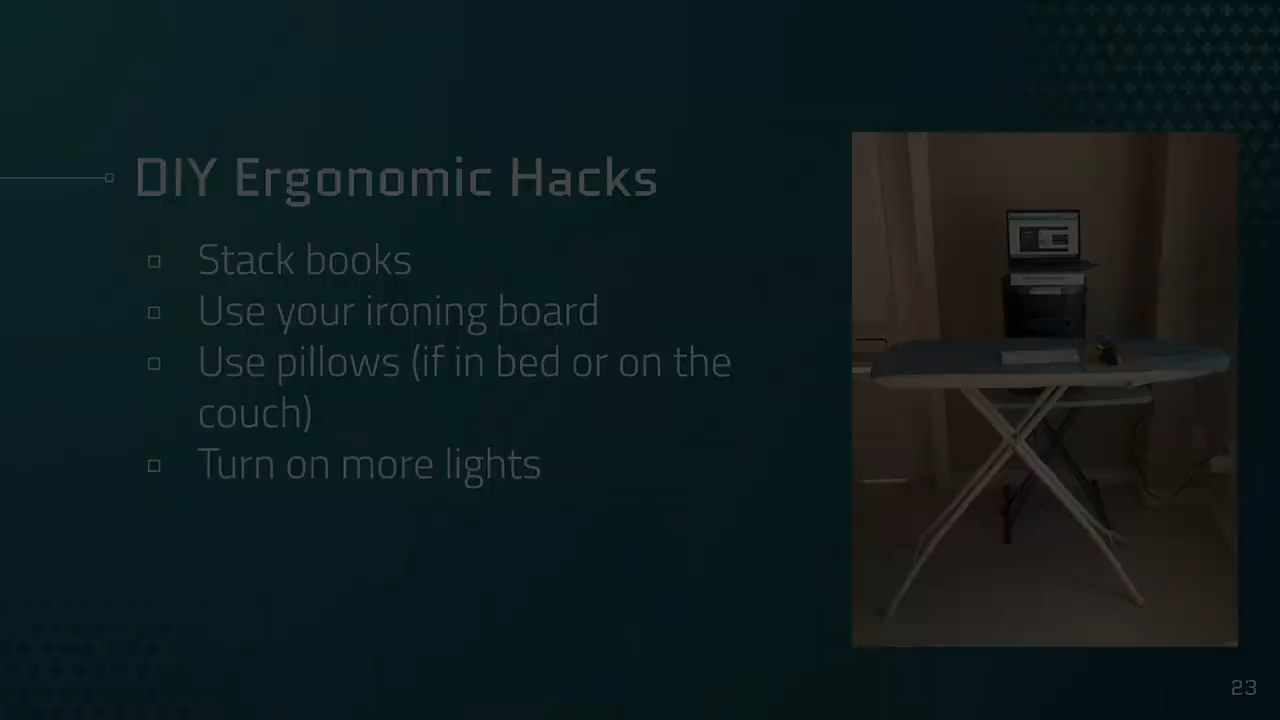 DIY Ergonomic Hacks
Stack books
Use your ironing board
Use pillows (if in bed or on the
couch)
Turn on more lights
23